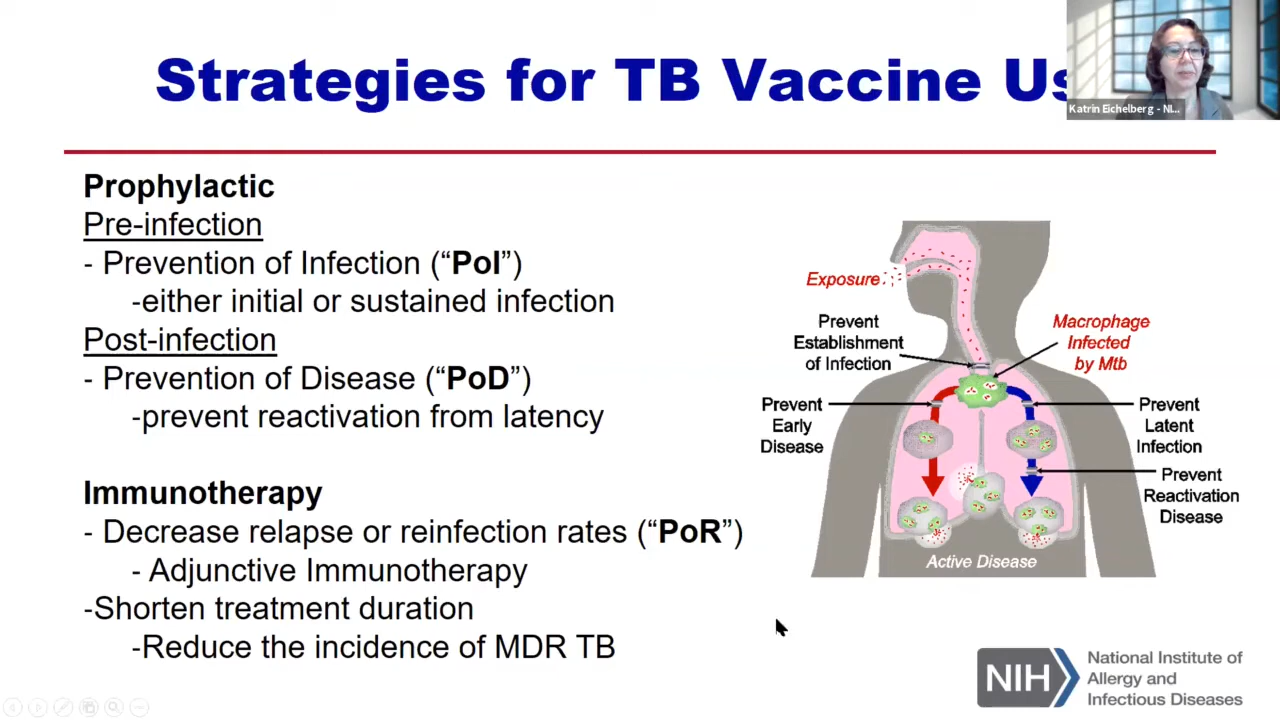 Strategies for TB Vaccine Us
Katrin Eichelberg - NI...
Prophylactic
Pre-infection
- Prevention of Infection (“PoI”)
-either initial or sustained infection
Post-infection
- Prevention of Disease (“PoD”)
-prevent reactivation from latency
Immunotherapy
- Decrease relapse or reinfection rates (“PoR”)
- Adjunctive Immunotherapy
-Shorten treatment duration
-Reduce the incidence of MDR TB
Exposure
Prevent
Establishment
of Infection
Macrophage
Infected
by Mtb
Prevent
Early
Disease
Prevent
Latent
Infection
Prevent
Reactivation
Disease
Active Disease
NIH
National Institute of
Allergy and
Infectious Diseases